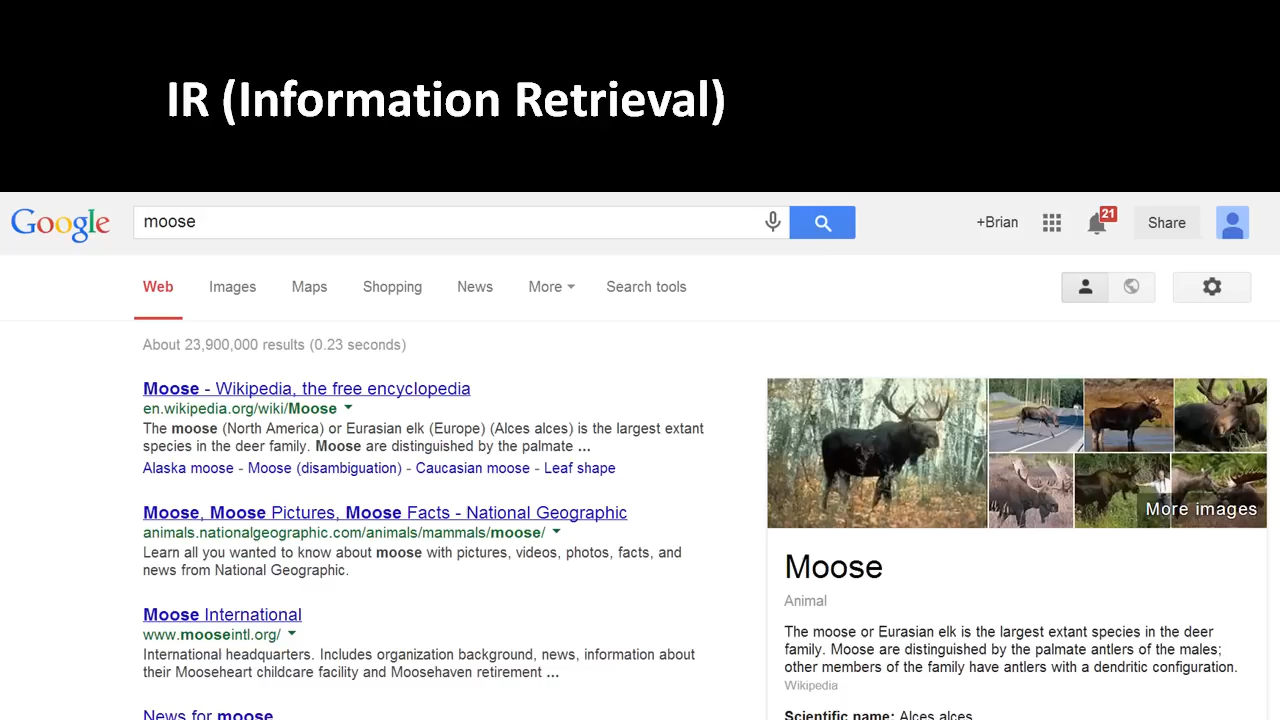 IR (Information Retrieval)
Google
moose
+Brian
21
Share
Web Images Maps Shopping News More Search tools
About 23,900,000 results (0.23 seconds)
Moose - Wikipedia, the free encyclopedia
en.wikipedia.org/wiki/Moose
The moose (North America) or Eurasian elk (Europe) (Alces alces) is the largest extant
species in the deer family. Moose are distinguished by the palmate ...
Alaska moose - Moose (disambiguation) - Caucasian moose - Leaf shape
Moose, Moose Pictures, Moose Facts - National Geographic
animals.nationalgeographic.com/animals/mammals/moose/
Learn all you wanted to know about moose with pictures, videos, photos, facts, and
news from National Geographic.
Moose International
www.mooseintl.org/
International headquarters. Includes organization background, news, information about
their Mooseheart childcare facility and Moosehaven retirement ...
News for moose
More images
Moose
Animal
The moose or Eurasian elk is the largest extant species in the deer
family. Moose are distinguished by the palmate antlers of the males;
other members of the family have antlers with a dendritic configuration.
Wikipedia
Scientific name: Alces alces